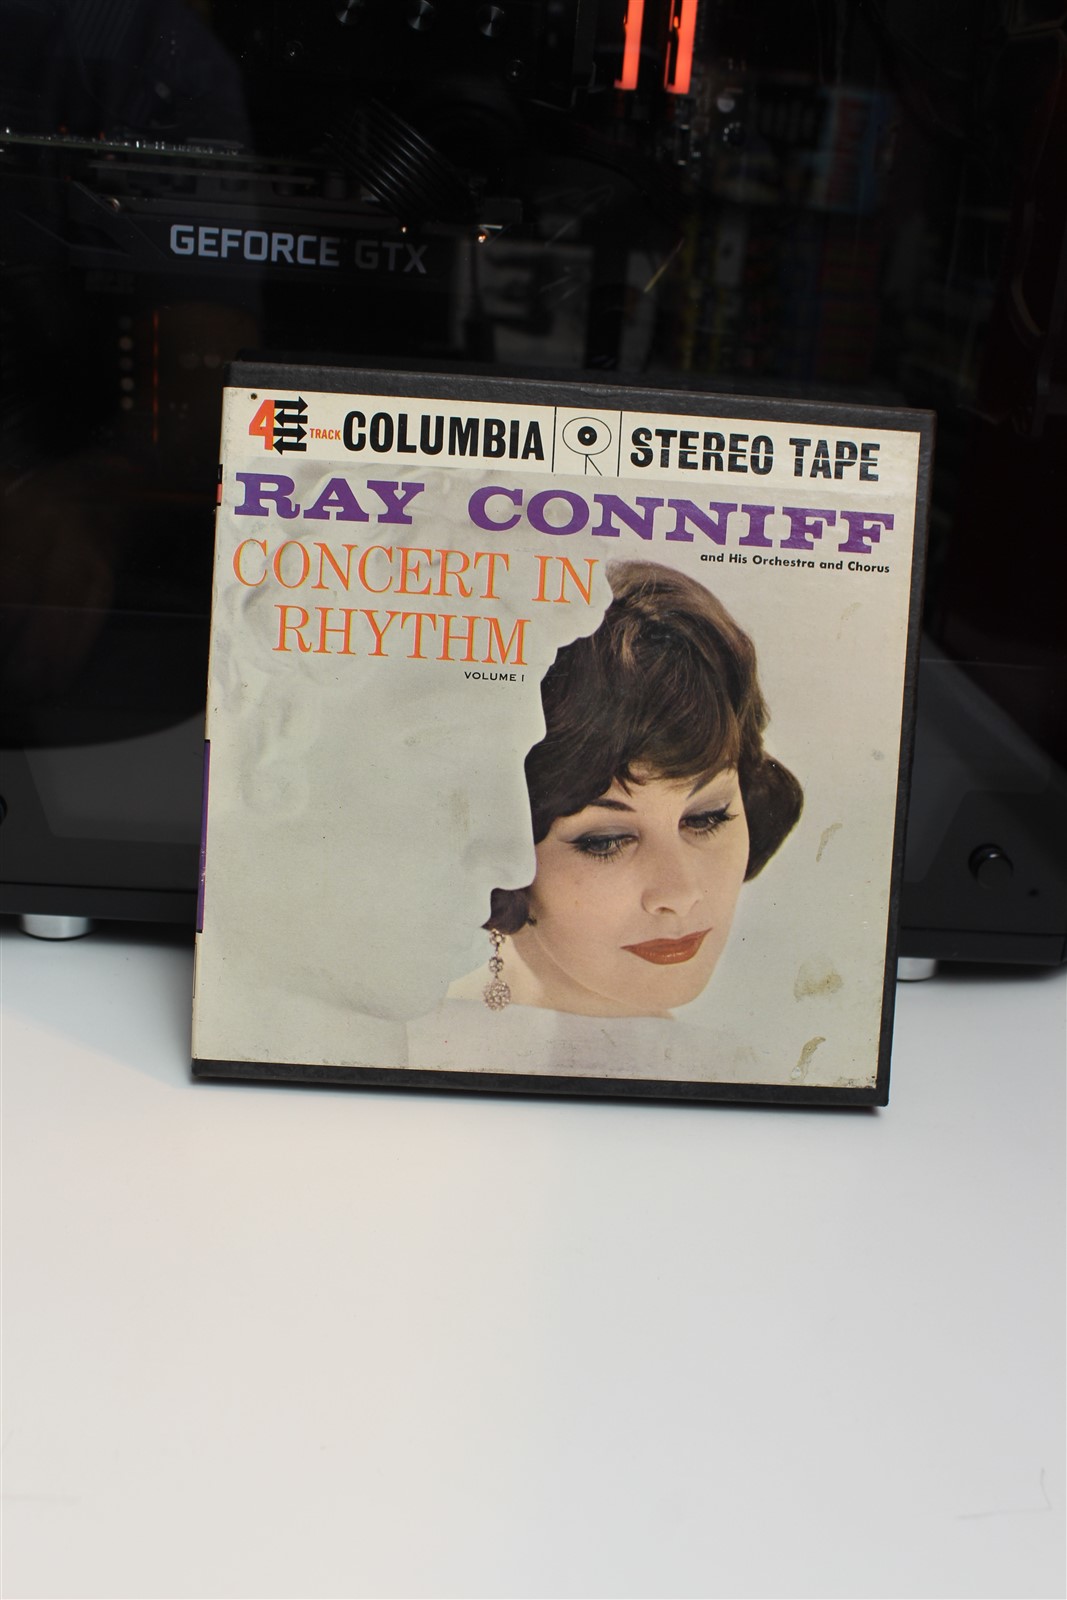 GEFORCE GTX
4 TRACK COLUMBIA STEREO TAPE
RAY CONNIFF
and His Orchestra and Chorus
CONCERT IN
RHYTHM
VOLUME I